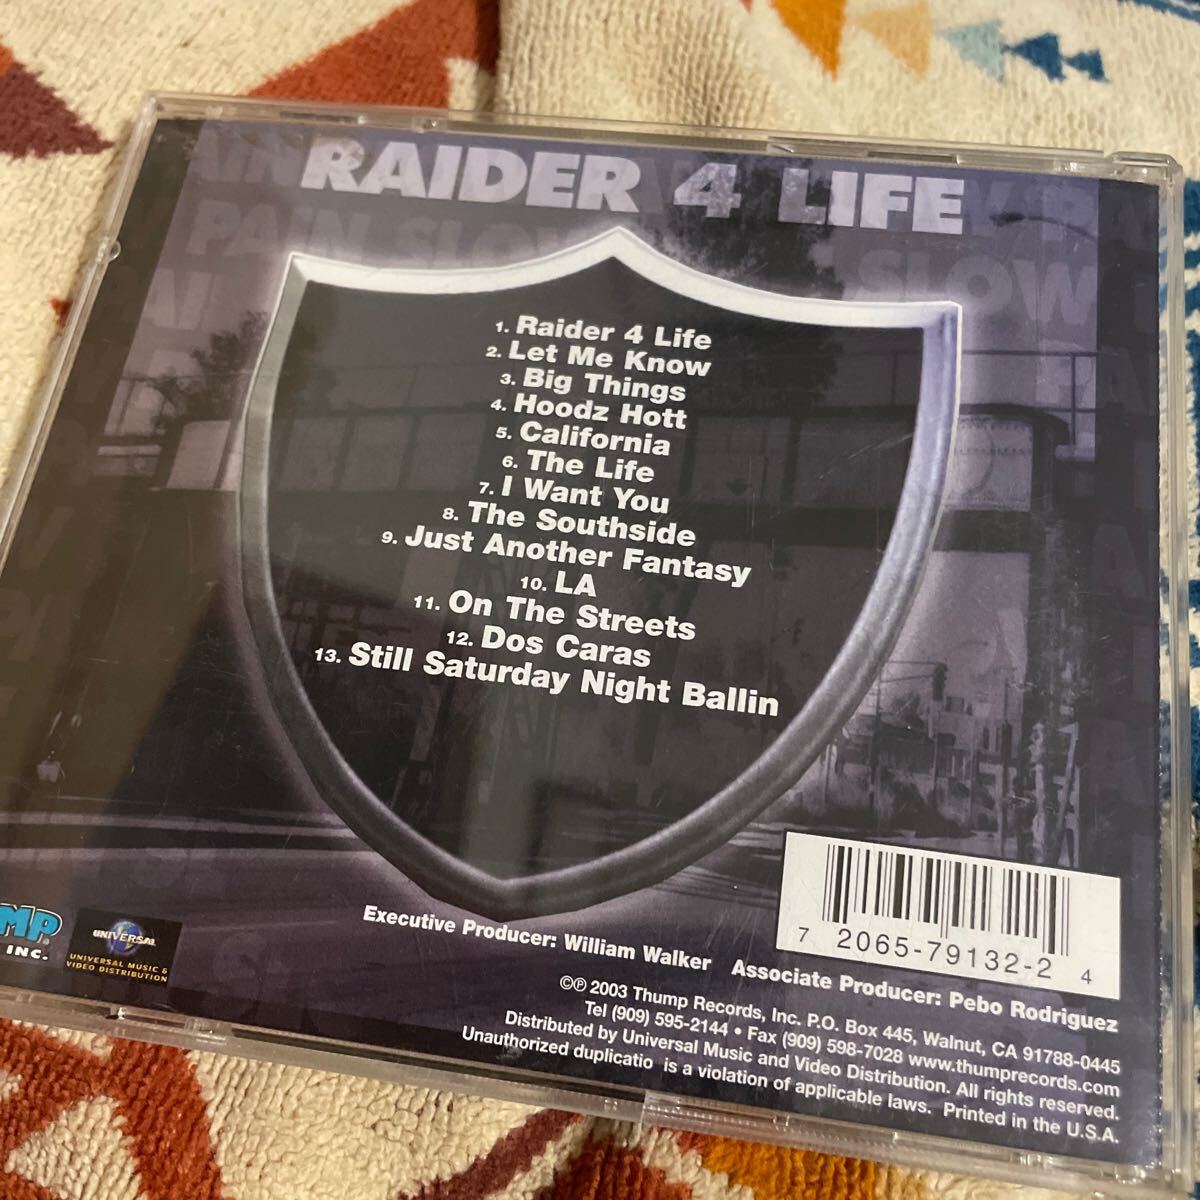 RAIDER 4 LIFE
PAIN SLOW
SLOW
1. Raider 4 Life
2. Let Me Know
3. Big Things
4. Hoodz Hott
5. California
6. The Life
7. I Want You
8. The Southside
9. Just Another Fantasy
10. LA
11. On The Streets
12. Dos Caras
13. Still Saturday Night Ballin
7 2065-79132-2 4
MP
INC.
UNIVERSAL
UNIVERSAL MUSIC &
VIDEO DISTRIBUTION
Executive Producer: William Walker Associate Producer: Pebo Rodriguez
©℗ 2003 Thump Records, Inc. P.O. Box 445, Walnut, CA 91788-0445
Tel (909) 595-2144 • Fax (909) 598-7028 www.thumprecords.com
Distributed by Universal Music and Video Distribution. All rights reserved.
Unauthorized duplicatio is a violation of applicable laws. Printed in the U.S.A.